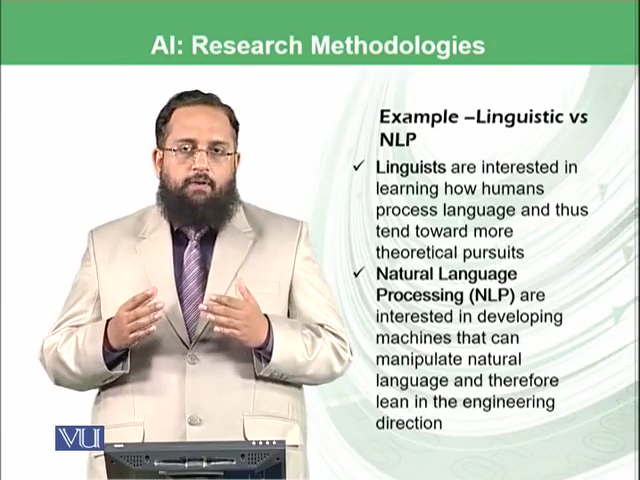 AI: Research Methodologies
Example –Linguistic vs
NLP
✓ Linguists are interested in
learning how humans
process language and thus
tend toward more
theoretical pursuits
✓ Natural Language
Processing (NLP) are
interested in developing
machines that can
manipulate natural
language and therefore
lean in the engineering
direction
VU